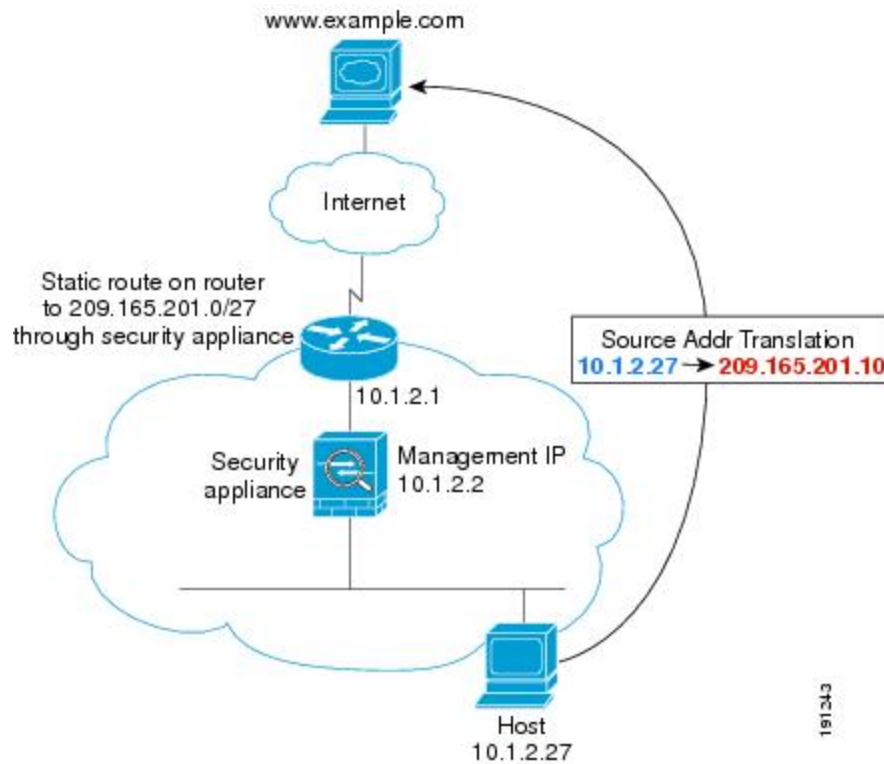 www.example.com
Internet
Static route on router
to 209.165.201.0/27
through security appliance
Source Addr Translation
10.1.2.27 → 209.165.201.10
10.1.2.1
Security
appliance
Management IP
10.1.2.2
Host
10.1.2.27
191243